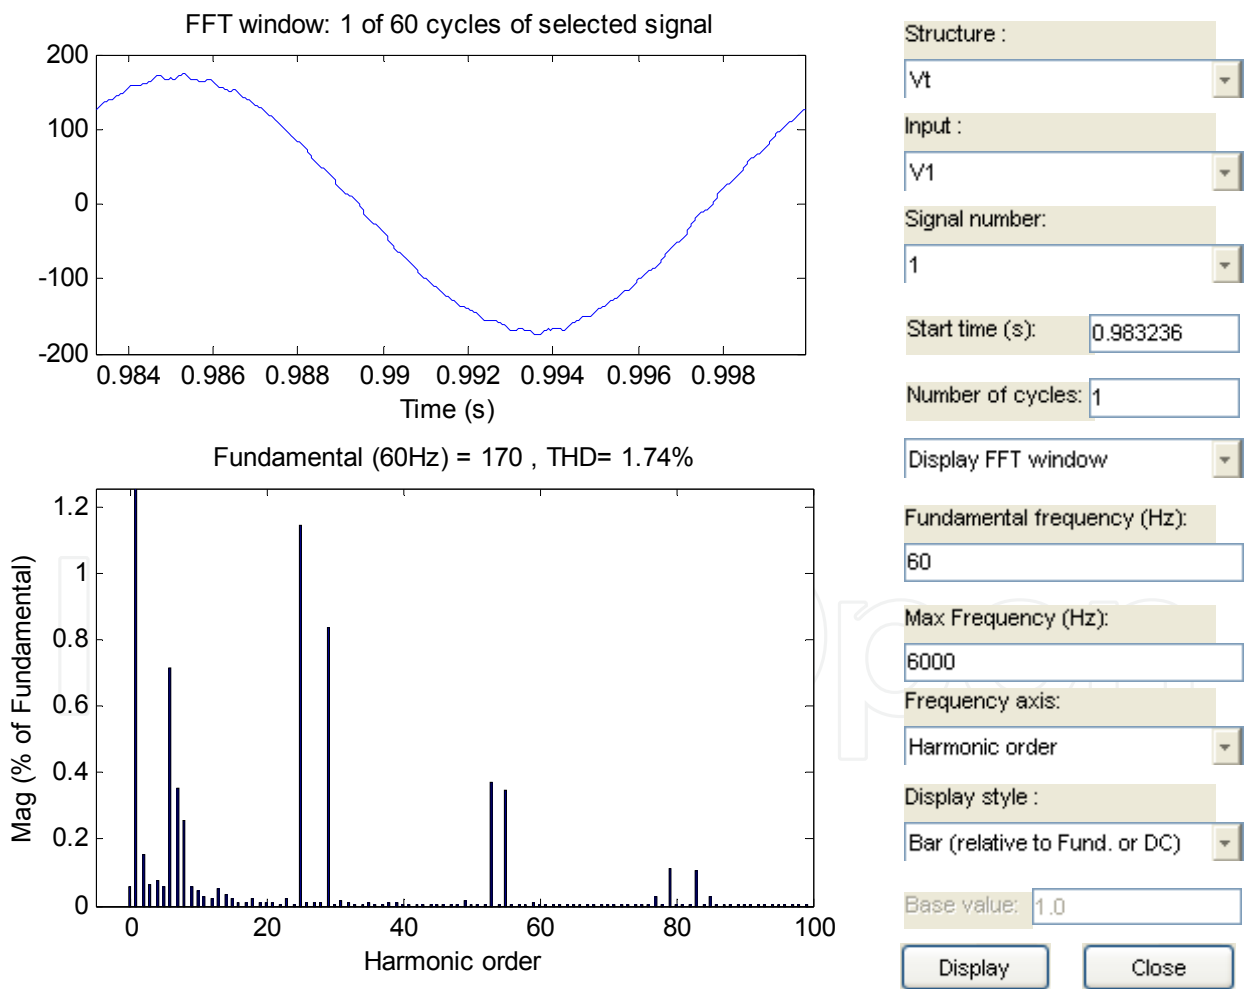 FFT window: 1 of 60 cycles of selected signal
200
100
0
-100
-200
0.984 0.986 0.988 0.99 0.992 0.994 0.996 0.998
Time (s)
Fundamental (60Hz) = 170 , THD= 1.74%
1.2
1
0.8
0.6
0.4
0.2
0
Mag (% of Fundamental)
0 20 40 60 80 100
Harmonic order
Structure :
Vt
Input :
V1
Signal number:
1
Start time (s): 0.983236
Number of cycles: 1
Display FFT window
Fundamental frequency (Hz):
60
Max Frequency (Hz):
6000
Frequency axis:
Harmonic order
Display style :
Bar (relative to Fund. or DC)
Base value: 1.0
Display Close